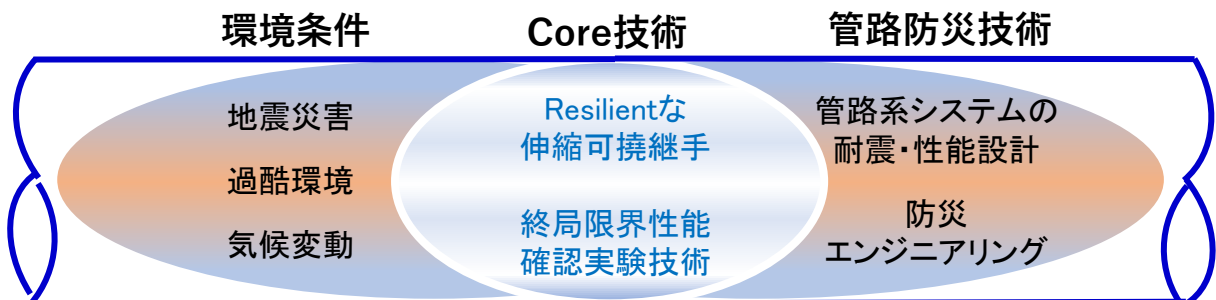 環境条件
Core技術
管路防災技術
地震災害
過酷環境
気候変動
Resilientな
伸縮可撓継手
終局限界性能
確認実験技術
管路系システムの
耐震・性能設計
防災
エンジニアリング